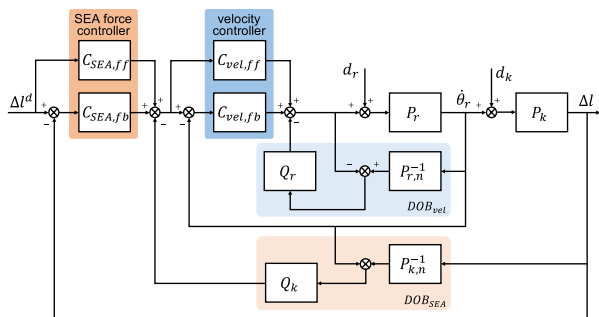 SEA force controller
velocity controller
C_{SEA,ff}
C_{vel,ff}
d_r
d_k
Δl^d
+
−
C_{SEA,fb}
+
+
−
+
−
C_{vel,fb}
+
+
−
+
+
P_r
θ̇_r
+
+
P_k
Δl
Q_r
−
+
P_{r,n}^{-1}
DOB_{vel}
Q_k
P_{k,n}^{-1}
DOB_{SEA}